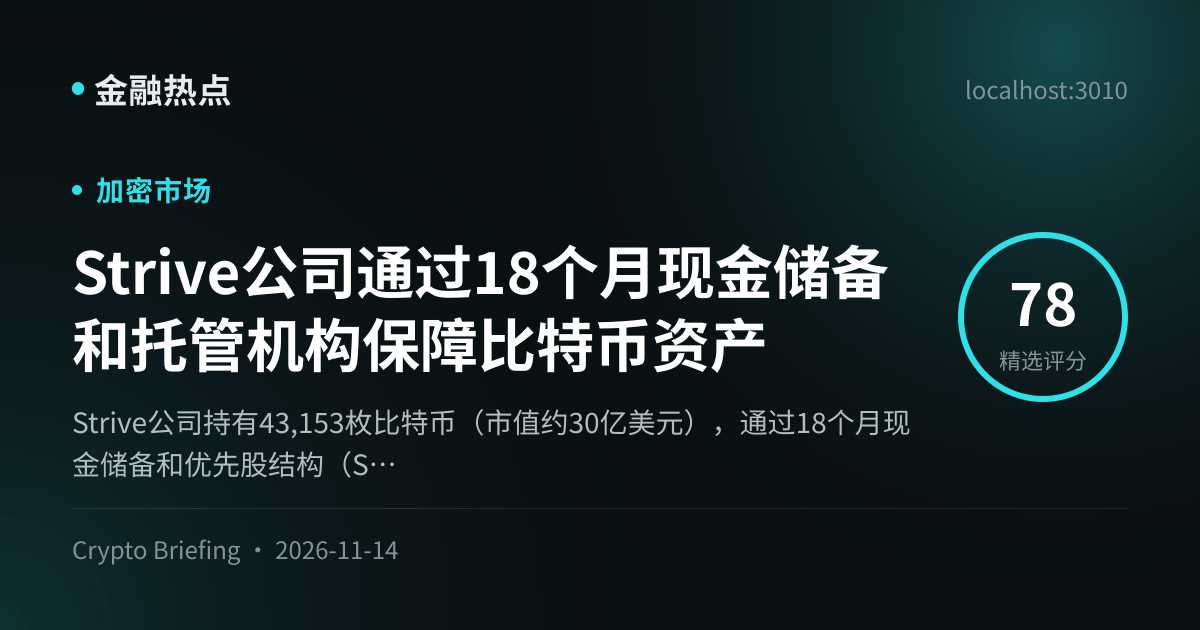 金融热点
localhost:3010
加密市场
Strive公司通过18个月现金储备
和托管机构保障比特币资产
78
精选评分
Strive公司持有43,153枚比特币（市值约30亿美元），通过18个月现
金储备和优先股结构（S…
Crypto Briefing · 2026-11-14